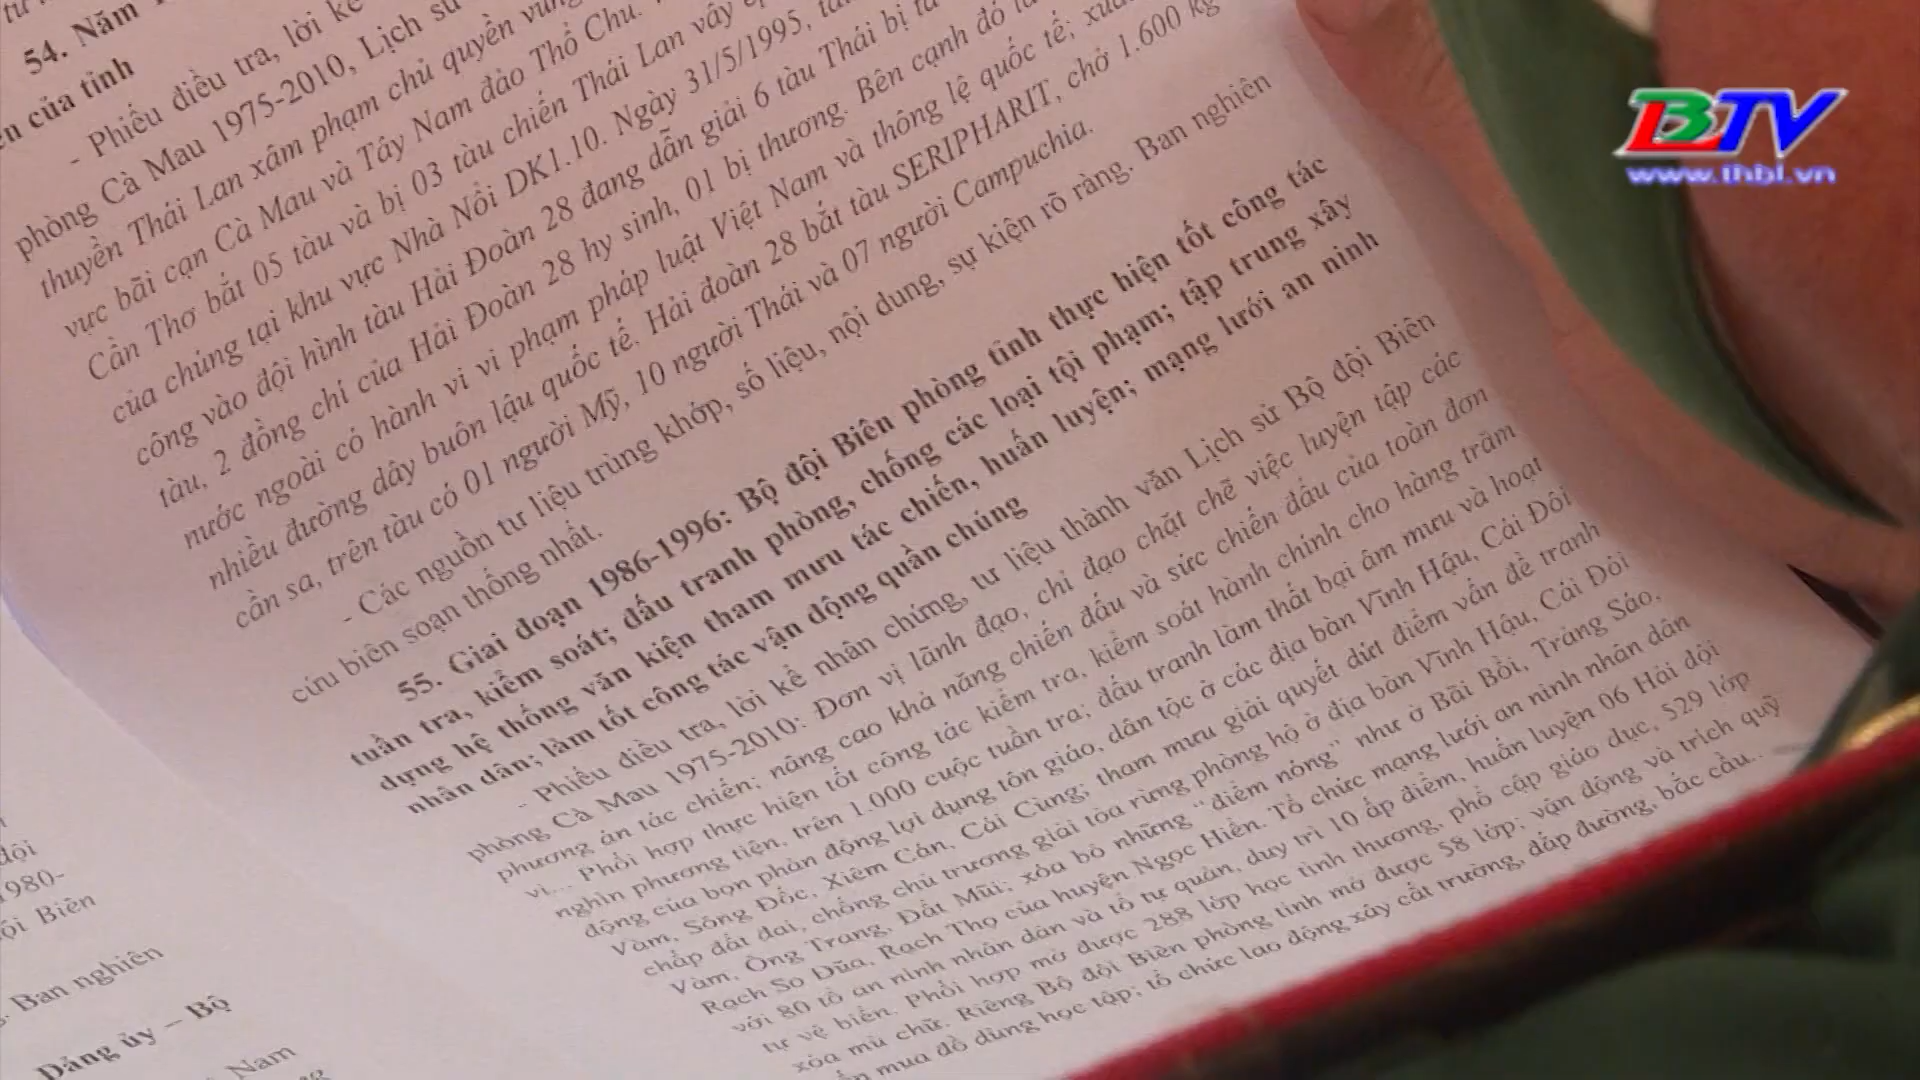 54. Năm
ện của tỉnh
- Phiếu điều tra, lời kể
phòng Cà Mau 1975-2010, Lịch sử
thuyền Thái Lan xâm phạm chủ quyền vùng
vực bãi cạn Cà Mau và Tây Nam đảo Thổ Chu.
Cần Thơ bắt 05 tàu và bị 03 tàu chiến Thái Lan vây
của chúng tại khu vực Nhà Nổi DK1.10. Ngày 31/5/1995,
công vào đội hình tàu Hải Đoàn 28 đang dẫn giải 6 tàu Thái bị
tàu, 2 đồng chí của Hải Đoàn 28 hy sinh, 01 bị thương. Bên cạnh đó
nước ngoài có hành vi vi phạm pháp luật Việt Nam và thông lệ quốc tế;
nhiều đường dây buôn lậu quốc tế. Hải đoàn 28 bắt tàu SERIPHARIT, chở 1.600 kg
cần sa, trên tàu có 01 người Mỹ, 10 người Thái và 07 người Campuchia.
- Các nguồn tư liệu trùng khớp, số liệu, nội dung, sự kiện rõ ràng. Ban nghiên
cứu biên soạn thống nhất.
55. Giai đoạn 1986-1996: Bộ đội Biên phòng tỉnh thực hiện tốt công tác
tuần tra, kiểm soát; đấu tranh phòng, chống các loại tội phạm; tập trung xây
dựng hệ thống văn kiện tham mưu tác chiến, huấn luyện; mạng lưới an ninh
nhân dân; làm tốt công tác vận động quần chúng
- Phiếu điều tra, lời kể nhân chứng, tư liệu thành văn Lịch sử Bộ đội Biên
phòng Cà Mau 1975-2010: Đơn vị lãnh đạo, chỉ đạo chặt chẽ việc luyện tập các
phương án tác chiến; nâng cao khả năng chiến đấu và sức chiến đấu của toàn đơn
vị... Phối hợp thực hiện tốt công tác kiểm tra, kiểm soát hành chính cho hàng trăm
nghìn phương tiện, trên 1.000 cuộc tuần tra; đấu tranh làm thất bại âm mưu và hoạt
động của bọn phản động lợi dụng tôn giáo, dân tộc ở các địa bàn Vĩnh Hậu, Cái Đôi
Vàm, Sông Đốc, Xiêm Cán, Cái Cùng; tham mưu giải quyết dứt điểm vấn đề tranh
chấp đất đai, chống chủ trương giải tỏa rừng phòng hộ ở địa bàn Vĩnh Hậu, Cái Đôi
Vàm, Ông Trang, Đất Mũi; xóa bỏ những "điểm nóng" như ở Bãi Bồi, Trảng Sáo,
Rạch So Đũa, Rạch Thọ của huyện Ngọc Hiển. Tổ chức mạng lưới an ninh nhân dân
với 80 tổ an ninh nhân dân và tổ tự quản, duy trì 10 ấp điểm, huấn luyện 06 Hải đội
tự vệ biển. Phối hợp mở được 288 lớp học tình thương, phổ cập giáo dục, 529 lớp
xóa mù chữ. Riêng Bộ đội Biên phòng tỉnh mở được 58 lớp; vận động và trích quỹ
mua đồ dùng học tập; tổ chức lao động xây cất trường, đắp đường, bắc cầu...
đội
1980-
đội Biên
Ban nghiên
Đảng ủy – Bộ
Nam
BTV
www.thbl.vn